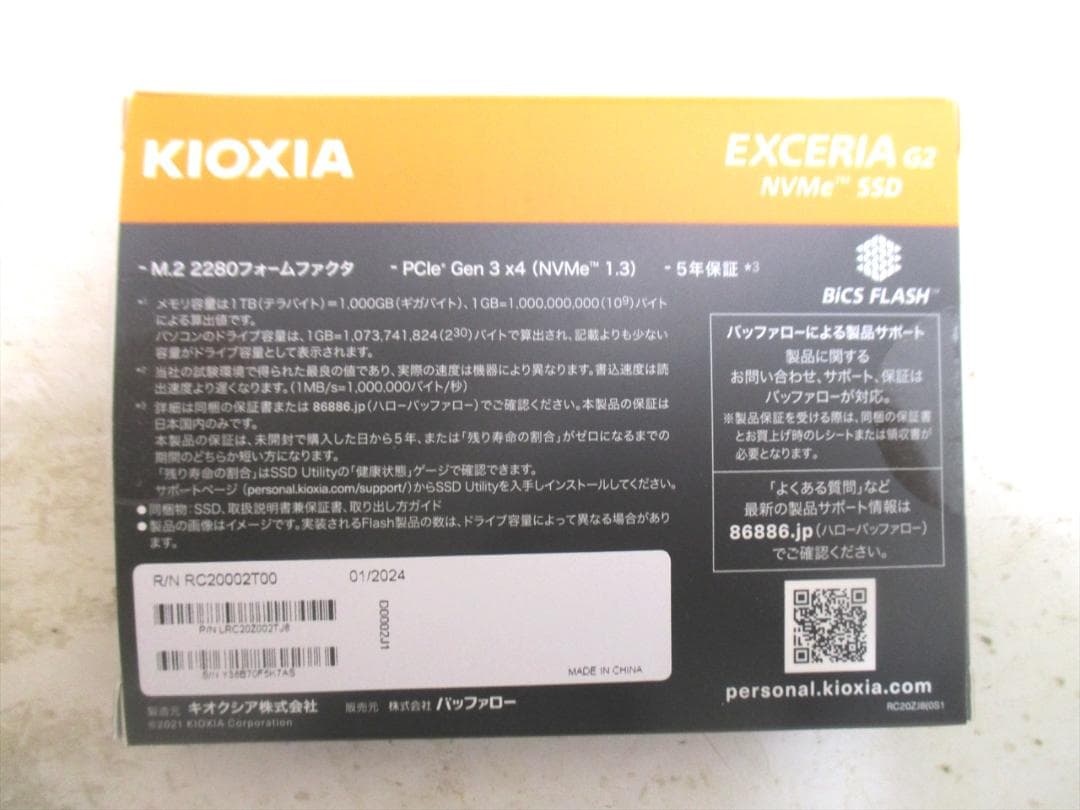 KIOXIA
EXCERIA G2
NVMe™ SSD
- M.2 2280フォームファクタ - PCIe® Gen 3 x4 (NVMe™ 1.3) - 5年保証 *3
BiCS FLASH™
*1 メモリ容量は1TB(テラバイト)=1,000GB(ギガバイト)、1GB=1,000,000,000(10⁹)バイト
による算出値です。
パソコンのドライブ容量は、1GB=1,073,741,824(2³⁰)バイトで算出され、記載よりも少ない
容量がドライブ容量として表示されます。
*2 当社の試験環境で得られた最良の値であり、実際の速度は機器により異なります。書込速度は読
出速度より遅くなります。(1MB/s=1,000,000バイト/秒)
*3 詳細は同梱の保証書または 86886.jp(ハローバッファロー)でご確認ください。本製品の保証は
日本国内のみです。
本製品の保証は、未開封で購入した日から5年、または「残り寿命の割合」がゼロになるまでの
期間のどちらか短い方になります。
「残り寿命の割合」はSSD Utilityの「健康状態」ゲージで確認できます。
サポートページ (personal.kioxia.com/support/)からSSD Utilityを入手しインストールしてください。
●同梱物:SSD、取扱説明書兼保証書、取り出し方ガイド
●製品の画像はイメージです。実装されるFlash製品の数は、ドライブ容量によって異なる場合があり
ます。
バッファローによる製品サポート
製品に関する
お問い合わせ、サポート、保証は
バッファローが対応。
※製品保証を受ける際は、同梱の保証書
とお買上げ時のレシートまたは領収書が
必要となります。
「よくある質問」など
最新の製品サポート情報は
86886.jp(ハローバッファロー)
でご確認ください。
R/N RC20002T00 01/2024
P/N LRC20Z002TJ8
D0002J1
S/N Y38B70F5K7AS
MADE IN CHINA
製造元 キオクシア株式会社 販売元 株式会社 バッファロー
©2021 KIOXIA Corporation
personal.kioxia.com
RC20ZJ8(0S1